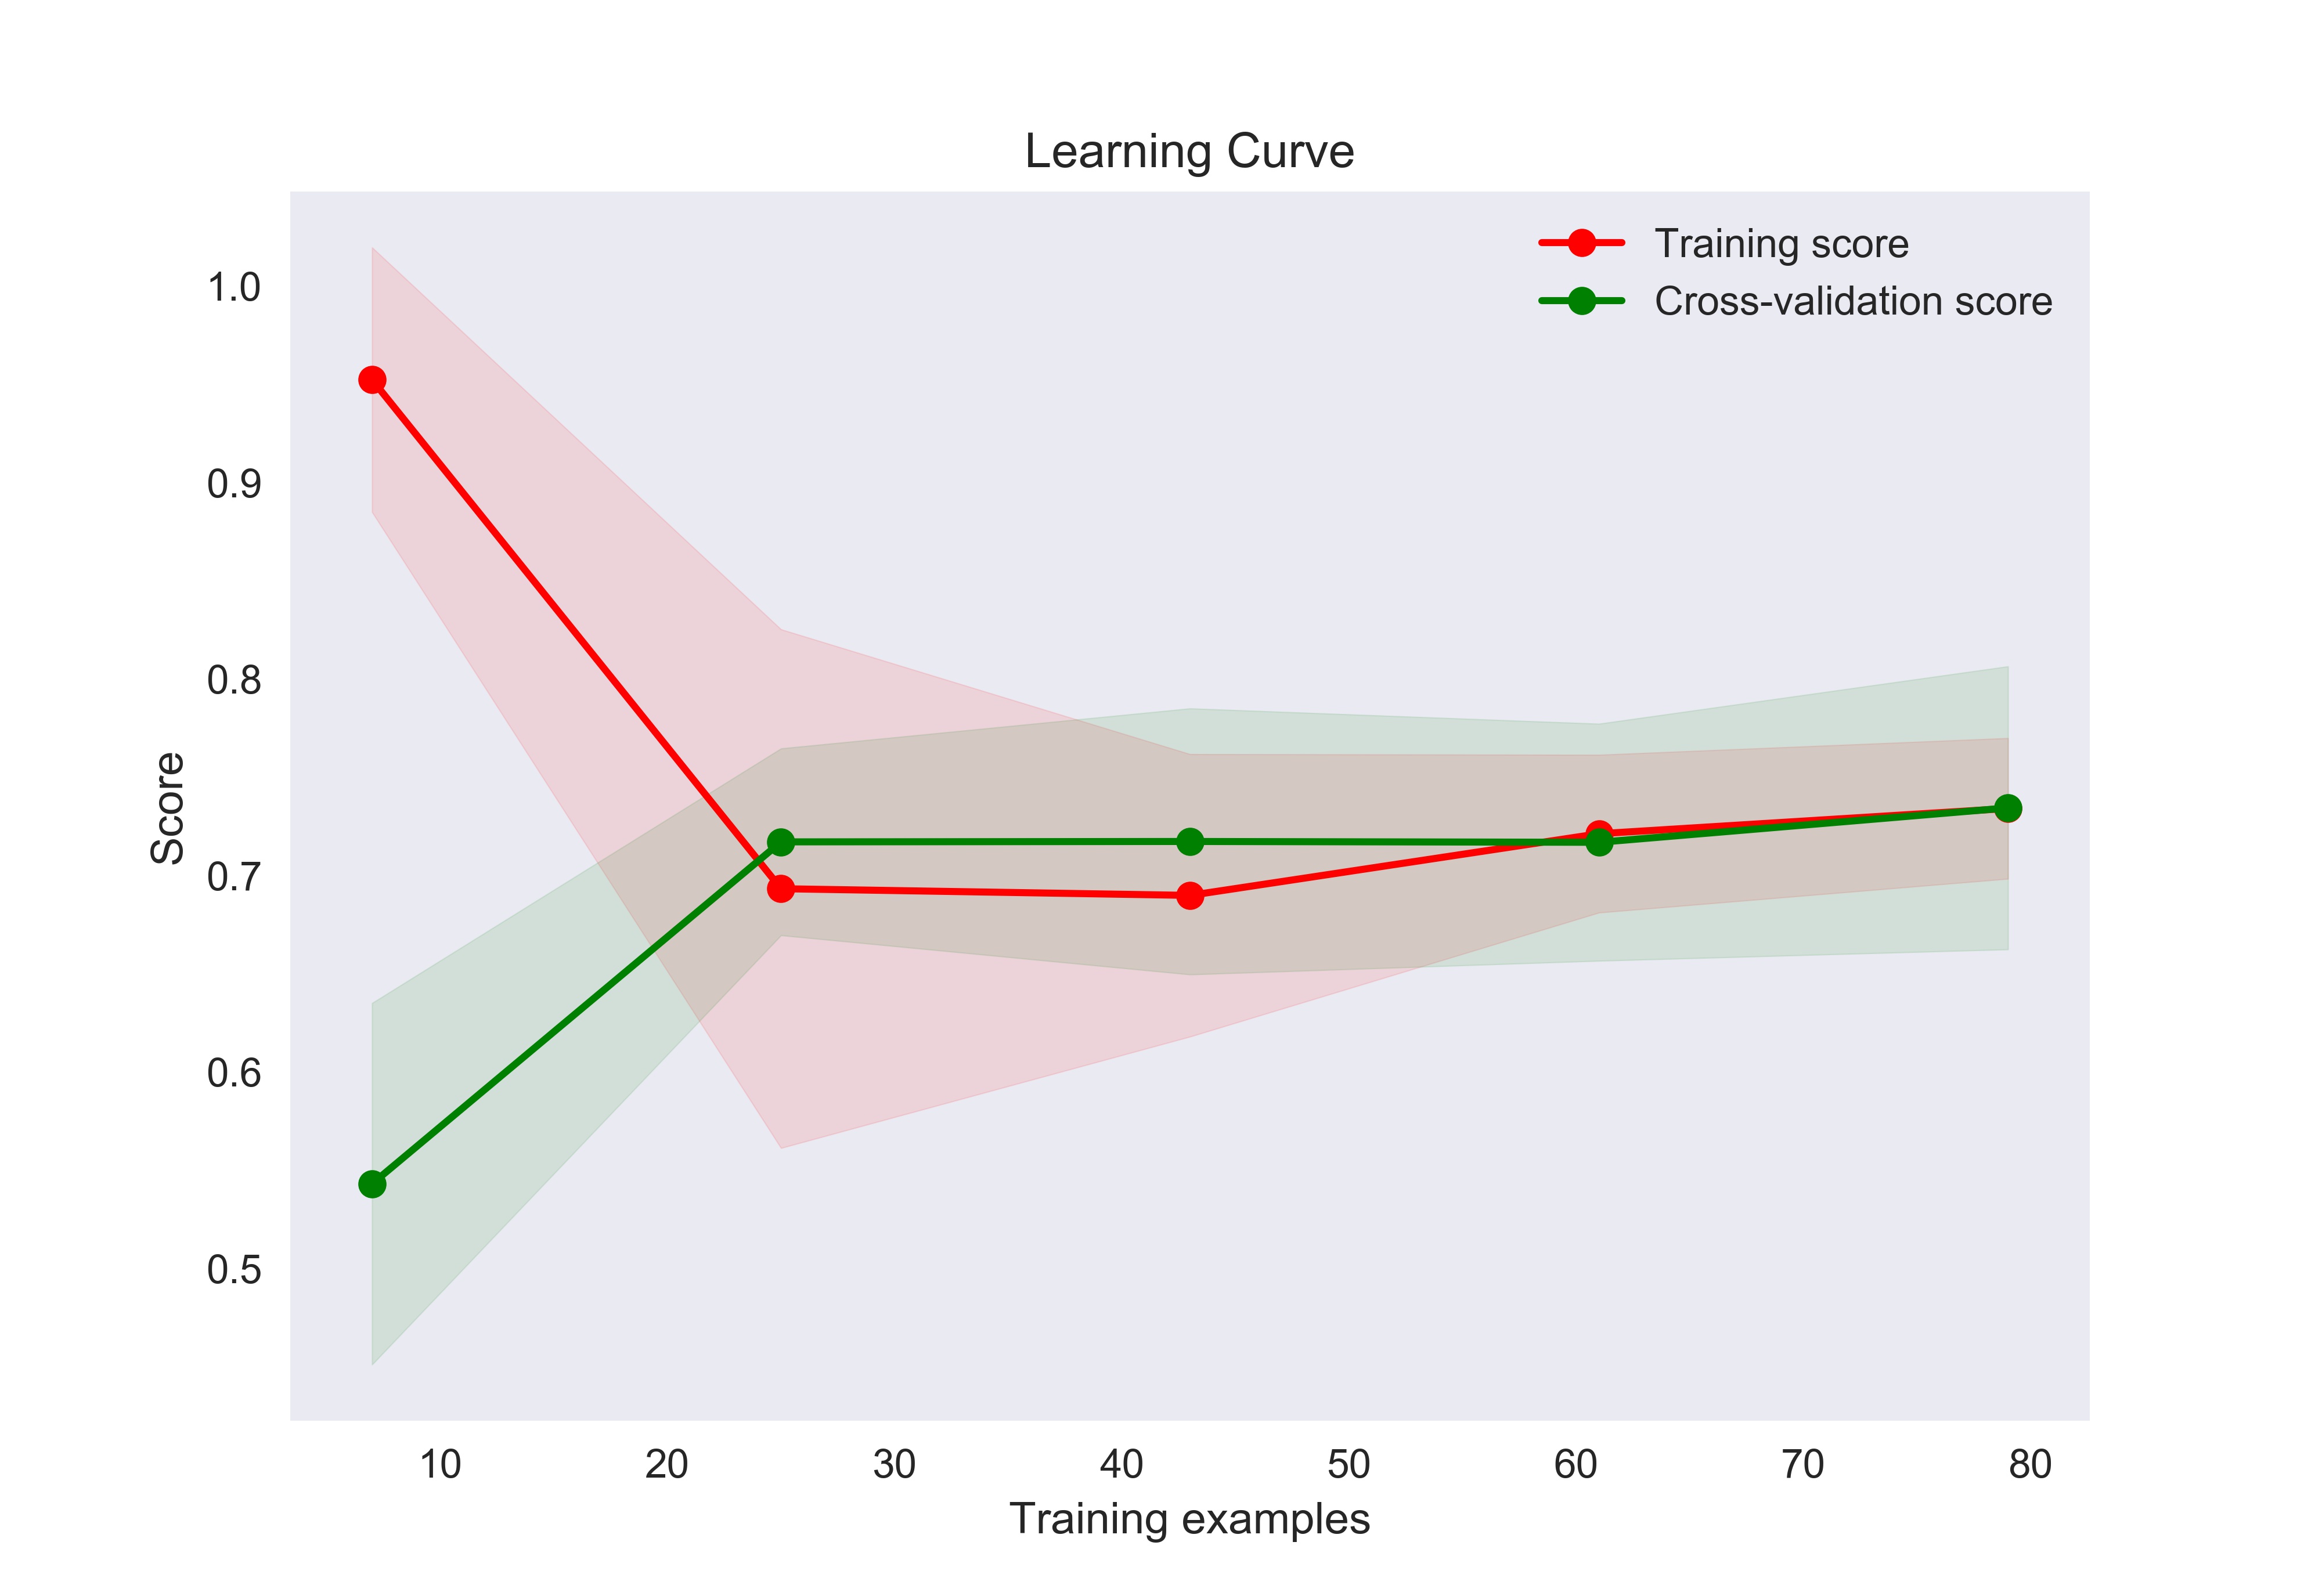 Learning Curve
Training score
Cross-validation score
1.0
0.9
0.8
0.7
0.6
0.5
Score
10 20 30 40 50 60 70 80
Training examples